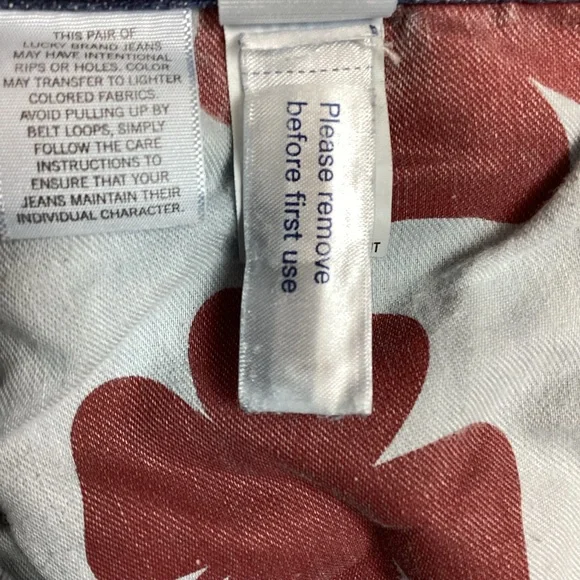 THIS PAIR OF
LUCKY BRAND JEANS
MAY HAVE INTENTIONAL
RIPS OR HOLES. COLOR
MAY TRANSFER TO LIGHTER
COLORED FABRICS.
AVOID PULLING UP BY
BELT LOOPS, SIMPLY
FOLLOW THE CARE
INSTRUCTIONS TO
ENSURE THAT YOUR
JEANS MAINTAIN THEIR
INDIVIDUAL CHARACTER.
Please remove
before first use
T